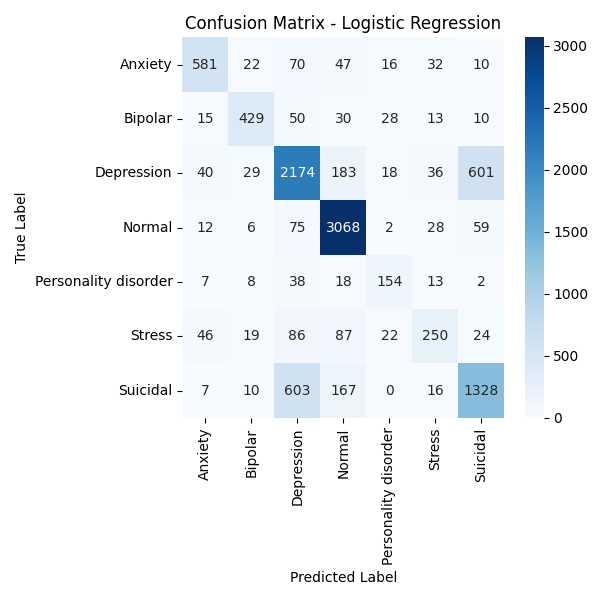 Confusion Matrix - Logistic Regression
True Label
Anxiety 581 22 70 47 16 32 10
Bipolar 15 429 50 30 28 13 10
Depression 40 29 2174 183 18 36 601
Normal 12 6 75 3068 2 28 59
Personality disorder 7 8 38 18 154 13 2
Stress 46 19 86 87 22 250 24
Suicidal 7 10 603 167 0 16 1328
Anxiety
Bipolar
Depression
Normal
Personality disorder
Stress
Suicidal
Predicted Label
3000
2500
2000
1500
1000
500
0